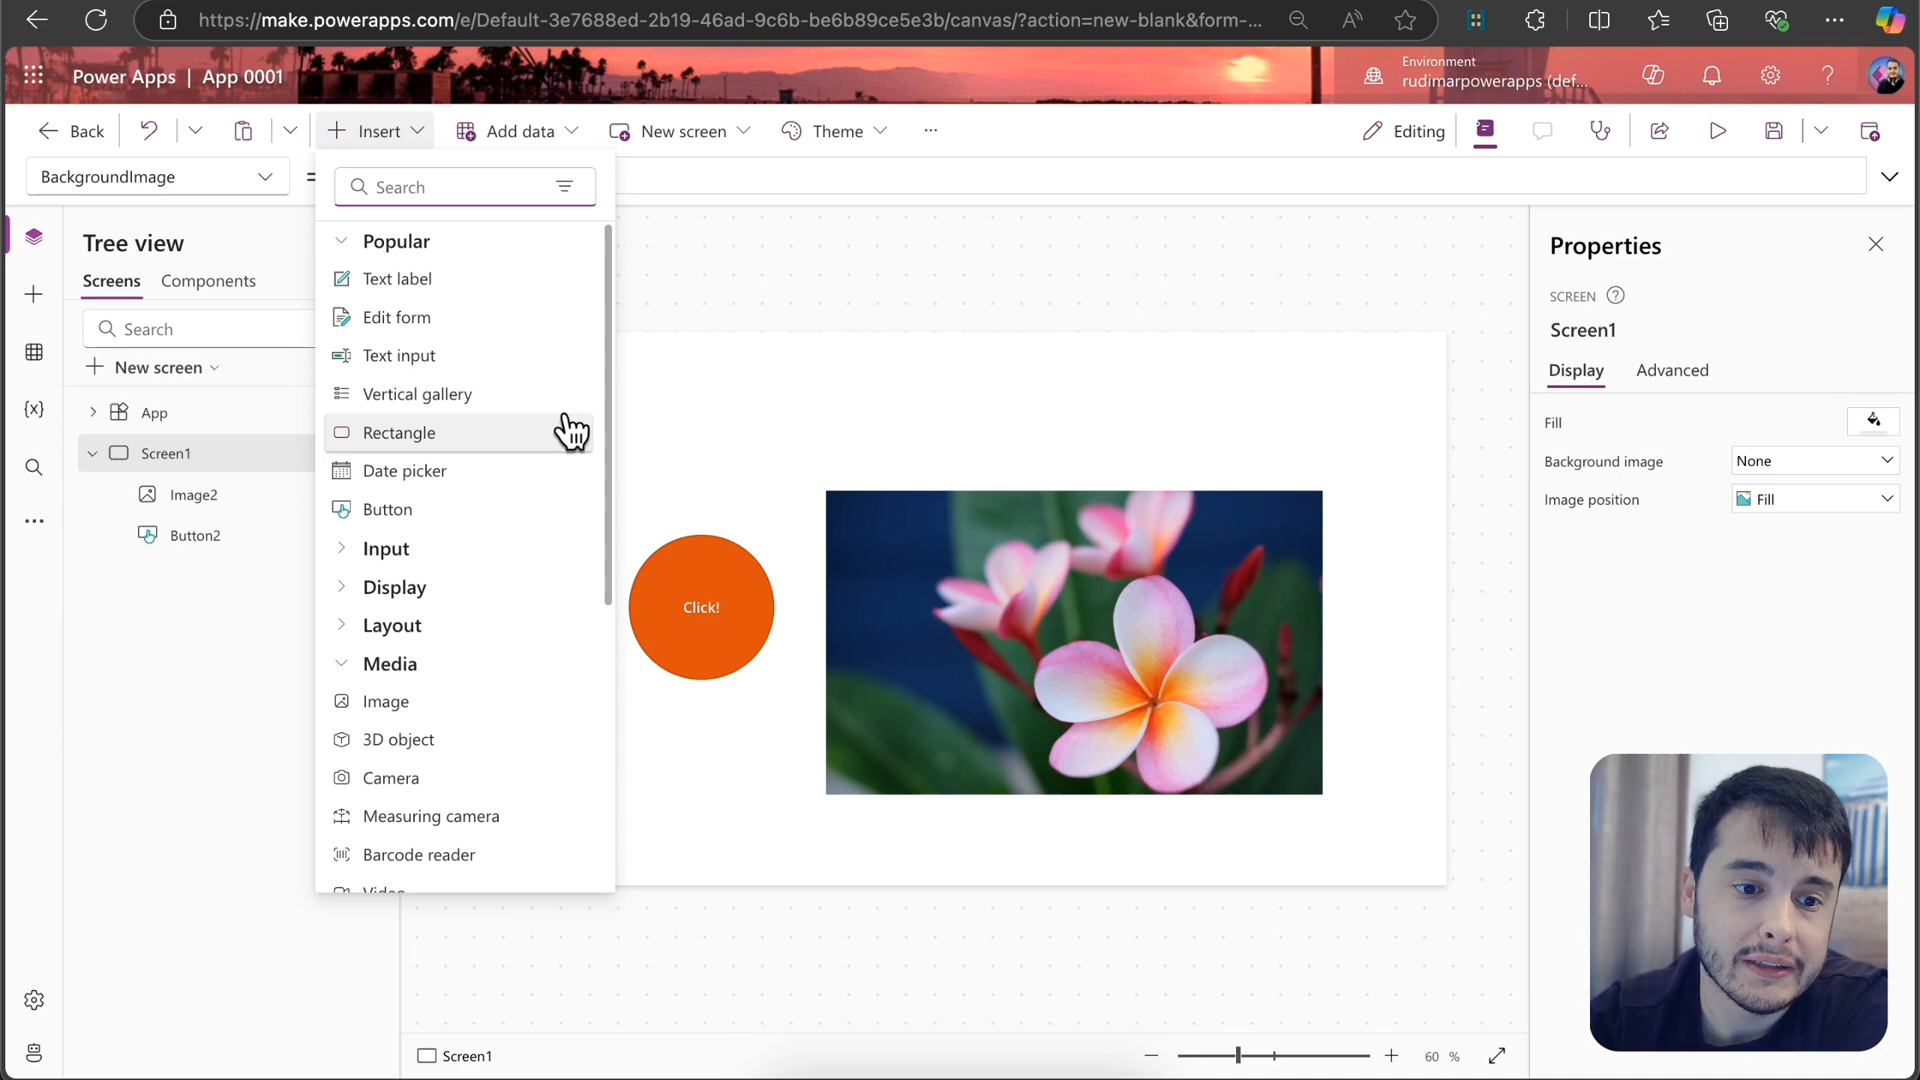 https://make.powerapps.com/e/Default-3e7688ed-2b19-46ad-9c6b-be6b89ce5e3b/canvas/?action=new-blank&form-...
Power Apps | App 0001
Environment
rudimarpowerapps (def...
Back
Insert
Add data
New screen
Theme
...
Editing
BackgroundImage
=
Search
Tree view
Screens
Components
Search
New screen
App
Screen1
Image2
Button2
Popular
Text label
Edit form
Text input
Vertical gallery
Rectangle
Date picker
Button
Input
Display
Layout
Media
Image
3D object
Camera
Measuring camera
Barcode reader
Video
Click!
Properties
SCREEN
Screen1
Display
Advanced
Fill
Background image
None
Image position
Fill
Screen1
60 %